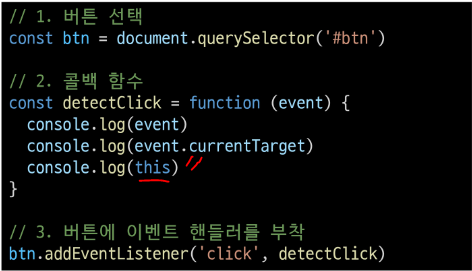 // 1. 버튼 선택
const btn = document.querySelector('#btn')
// 2. 콜백 함수
const detectClick = function (event) {
  console.log(event)
  console.log(event.currentTarget)
  console.log(this)
}
// 3. 버튼에 이벤트 핸들러를 부착
btn.addEventListener('click', detectClick)